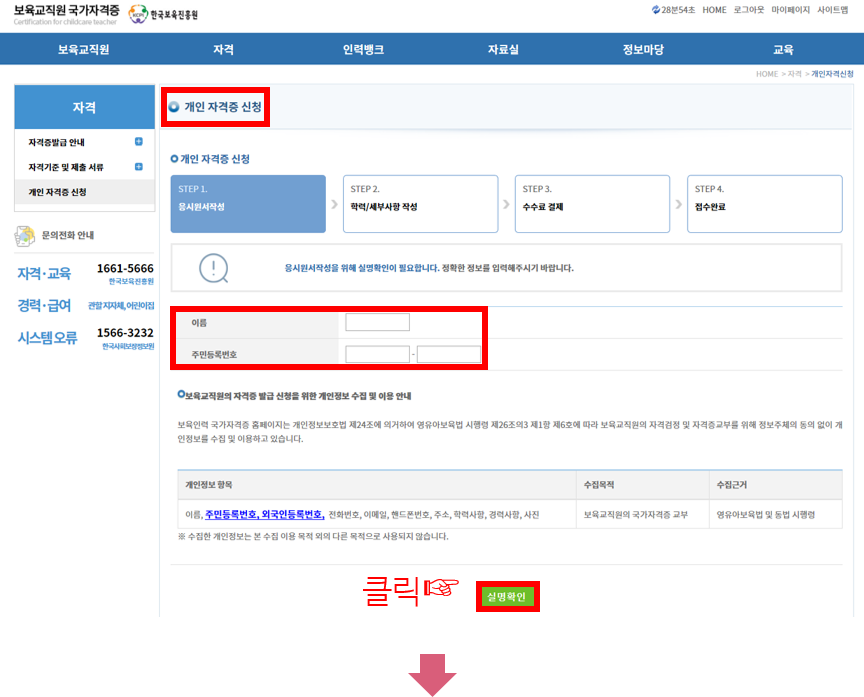 보육교직원 국가자격증
Certification for childcare teacher
KCPI 한국보육진흥원
28분54초 HOME 로그아웃 마이페이지 사이트맵
보육교직원 자격 인력뱅크 자료실 정보마당 교육
HOME > 자격 > 개인자격신청
자격
자격증발급 안내
자격기준 및 제출 서류
개인 자격증 신청
문의전화 안내
자격·교육 1661-5666
한국보육진흥원
경력·급여 관할 지자체, 어린이집
시스템 오류 1566-3232
한국사회보장정보원
개인 자격증 신청
개인 자격증 신청
STEP 1.
응시원서작성
STEP 2.
학력/세부사항 작성
STEP 3.
수수료 결제
STEP 4.
접수완료
응시원서작성을 위해 실명확인이 필요합니다. 정확한 정보를 입력해주시기 바랍니다.
이름
주민등록번호 -
보육교직원의 자격증 발급 신청을 위한 개인정보 수집 및 이용 안내
보육인력 국가자격증 홈페이지는 개인정보보호법 제24조에 의거하여 영유아보육법 시행령 제26조의3 제1항 제6호에 따라 보육교직원의 자격검정 및 자격증교부를 위해 정보주체의 동의 없이 개
인정보를 수집 및 이용하고 있습니다.
개인정보 항목 수집목적 수집근거
이름, 주민등록번호, 외국인등록번호, 전화번호, 이메일, 핸드폰번호, 주소, 학력사항, 경력사항, 사진 보육교직원의 국가자격증 교부 영유아보육법 및 동법 시행령
※ 수집한 개인정보는 본 수집 이용 목적 외의 다른 목적으로 사용되지 않습니다.
클릭☞ 실명확인